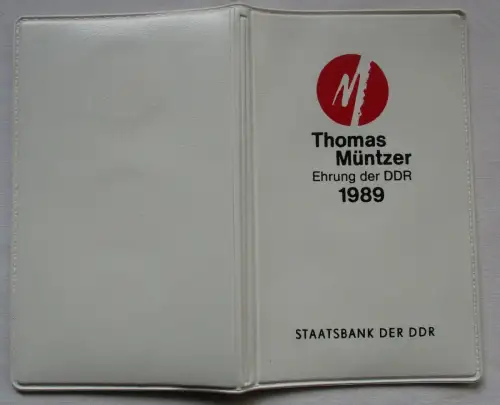 Thomas
Müntzer
Ehrung der DDR
1989
STAATSBANK DER DDR